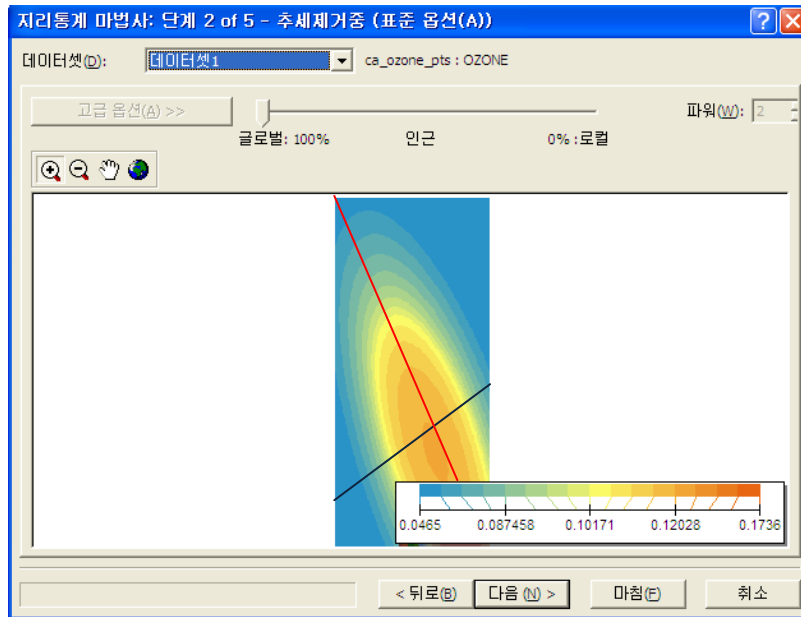 지리통계 마법사: 단계 2 of 5 - 추세제거중 (표준 옵션(A))
데이터셋(D): 데이터셋1 ca_ozone_pts : OZONE
고급 옵션(A) >> 파워(W): 2
글로벌: 100% 인근 0% :로컬
0.0465 0.087458 0.10171 0.12028 0.1736
< 뒤로(B) 다음 (N) > 마침(F) 취소